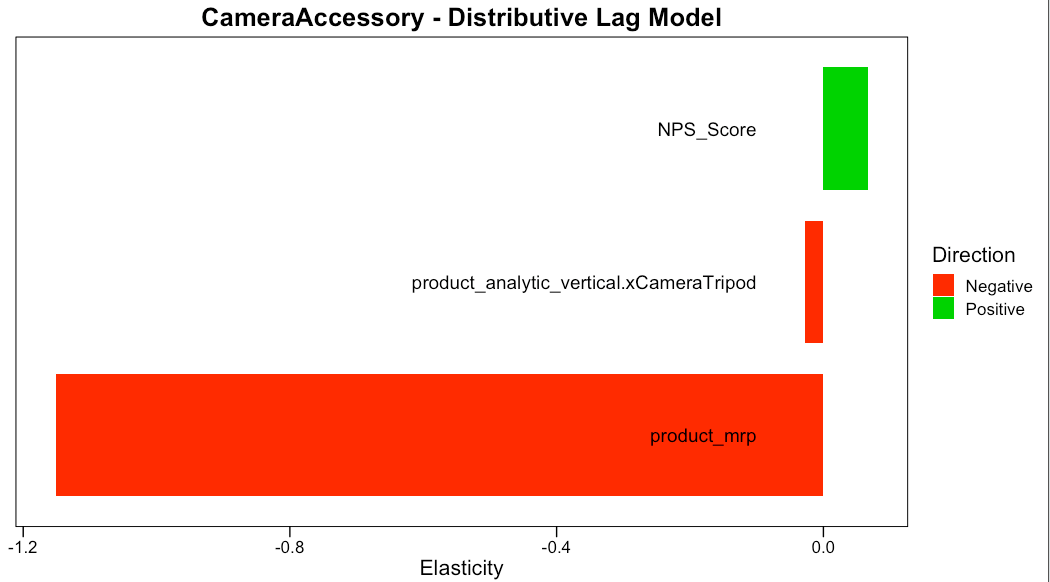 CameraAccessory - Distributive Lag Model
NPS_Score
product_analytic_vertical.xCameraTripod
product_mrp
Direction
Negative
Positive
-1.2
-0.8
-0.4
0.0
Elasticity